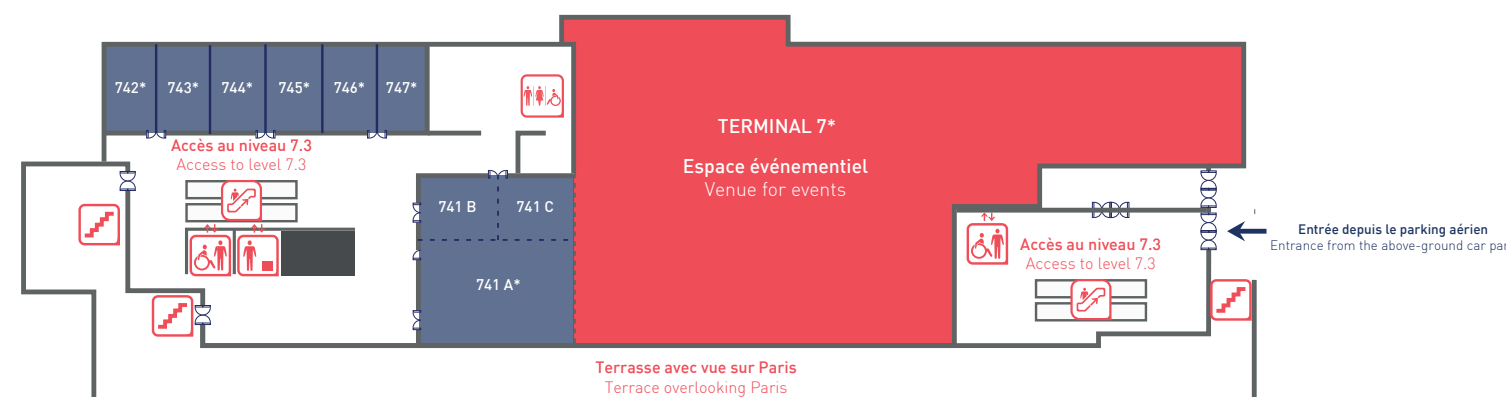 742*
743*
744*
745*
746*
747*
TERMINAL 7*
Espace événementiel
Venue for events
Accès au niveau 7.3
Access to level 7.3
741 B
741 C
741 A*
Accès au niveau 7.3
Access to level 7.3
Entrée depuis le parking aérien
Entrance from the above-ground car par
Terrasse avec vue sur Paris
Terrace overlooking Paris